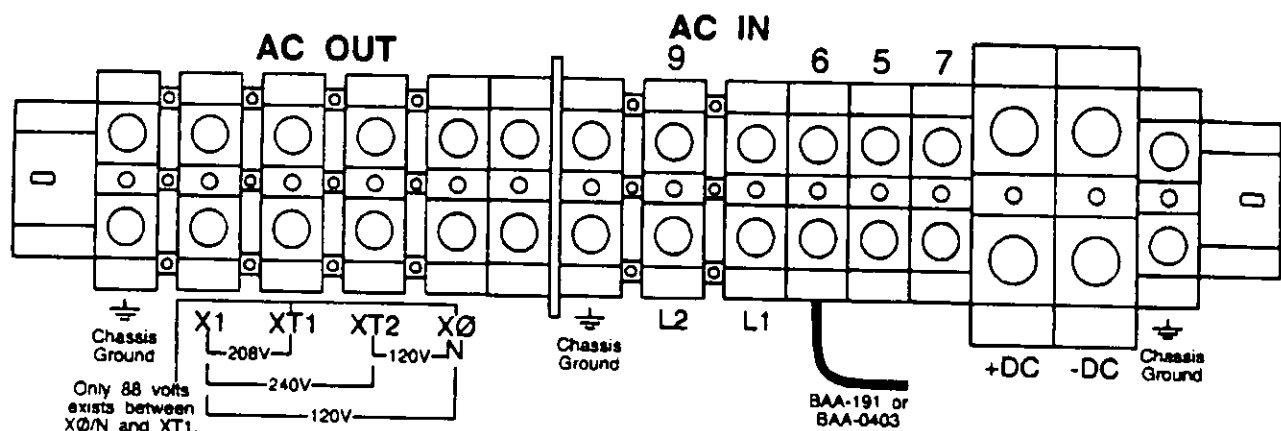 AC OUT
AC IN
9
6
5
7
X1
XT1
XT2
XØ
N
L2
L1
+DC
-DC
Chassis
Ground
Chassis
Ground
Chassis
Ground
208V
120V
240V
120V
Only 88 volts
exists between
XØ/N and XT1.
BAA-191 or
BAA-0403